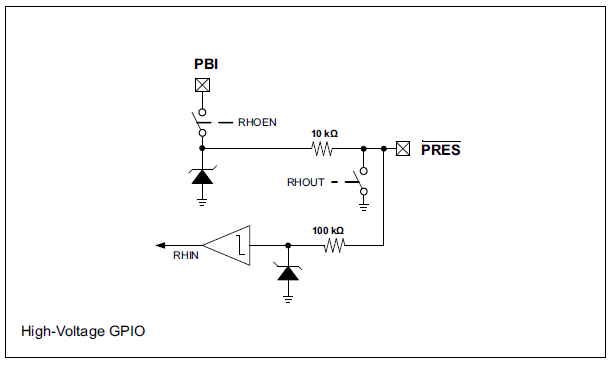 PBI
RHOEN
10 kΩ
PRES
RHOUT
100 kΩ
RHIN
High-Voltage GPIO